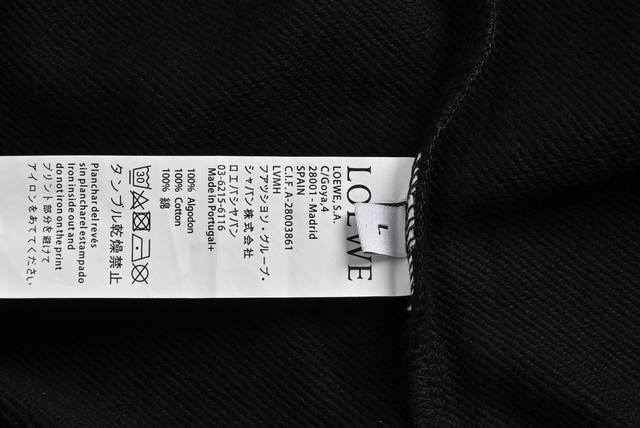 LOEWE
L
LOEWE, S.A.
C/Goya, 4
28001 - Madrid
SPAIN
C.I.F. A-28003861
LVMH
ファッション・グループ・
ジャパン株式会社
ロエベジャパン
03-6215-6116
Made in Portugal+
100% Algodon
100% Cotton
100% 綿
30
タンブル乾燥禁止
Planchar del revés
sin planchar el estampado
Iron inside out and
do not iron on the print
プリント部分を避けて
アイロンをあててください